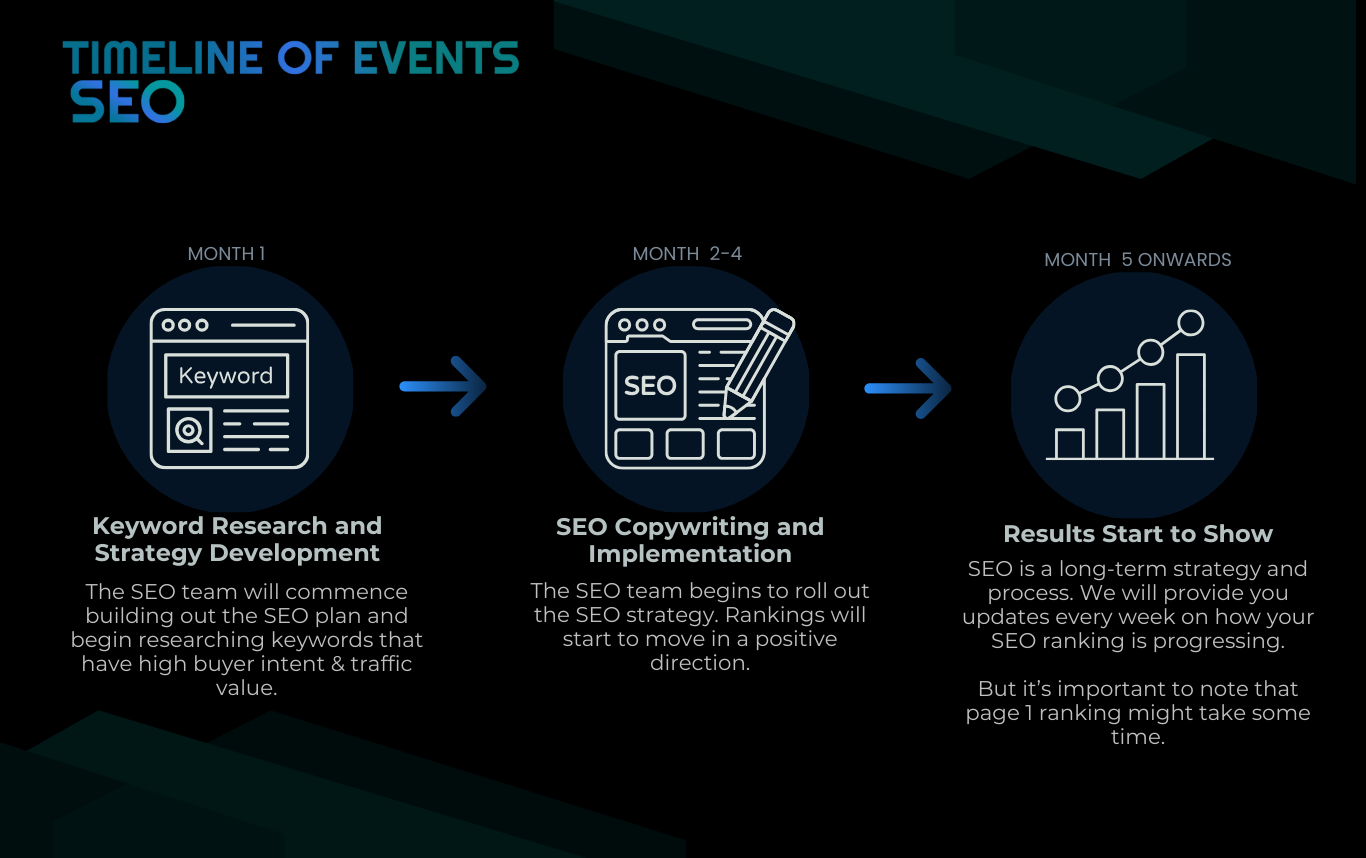 TIMELINE OF EVENTS
SEO
MONTH 1
Keyword
Keyword Research and
Strategy Development
The SEO team will commence
building out the SEO plan and
begin researching keywords that
have high buyer intent & traffic
value.
MONTH 2-4
SEO
SEO Copywriting and
Implementation
The SEO team begins to roll out
the SEO strategy. Rankings will
start to move in a positive
direction.
MONTH 5 ONWARDS
Results Start to Show
SEO is a long-term strategy and
process. We will provide you
updates every week on how your
SEO ranking is progressing.
But it’s important to note that
page 1 ranking might take some
time.